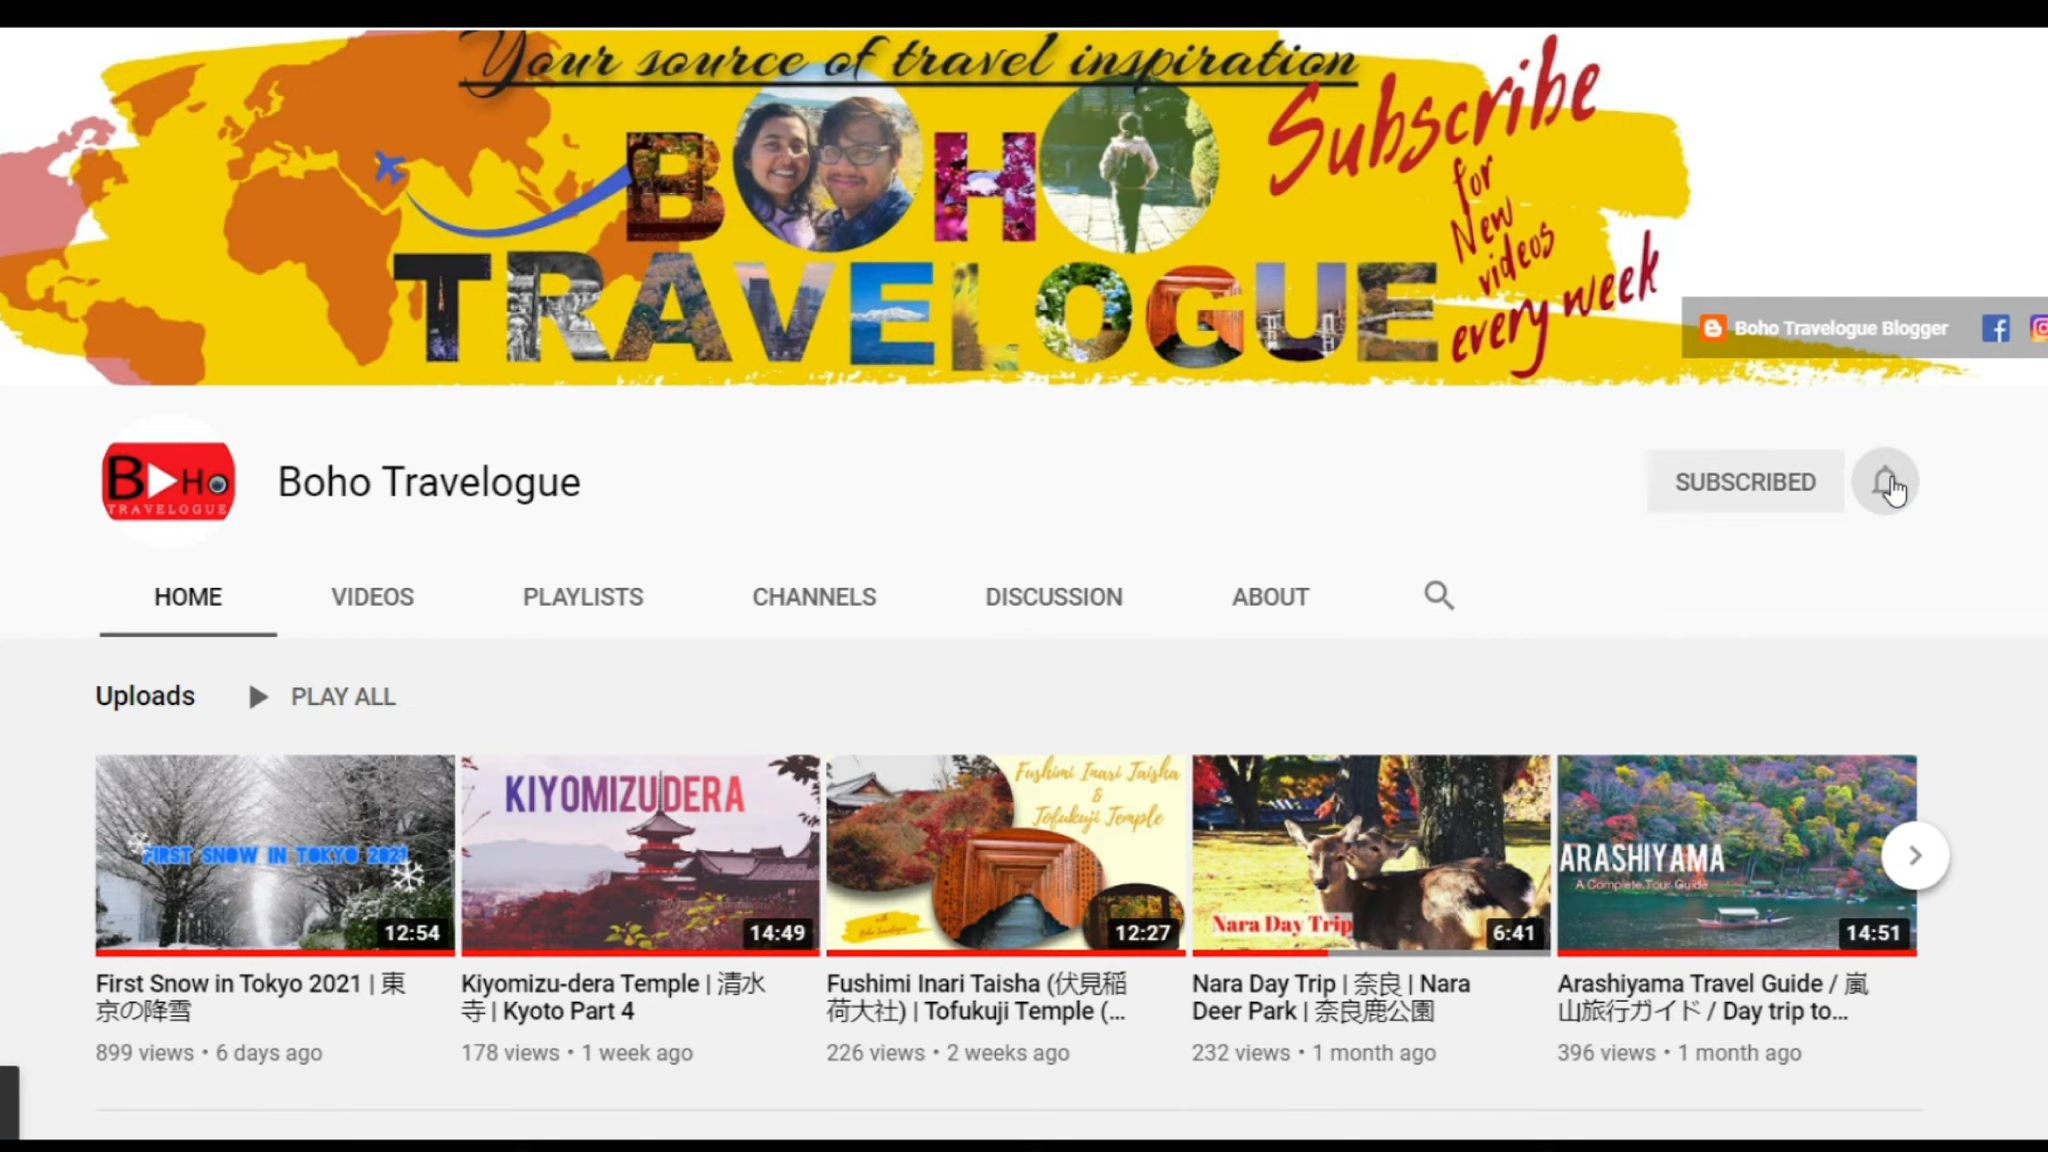 Your source of travel inspiration
BOHO
TRAVELOGUE
Subscribe
for
New
videos
every week
Boho Travelogue Blogger
BHo
TRAVELOGUE
Boho Travelogue
SUBSCRIBED
HOME VIDEOS PLAYLISTS CHANNELS DISCUSSION ABOUT
Uploads PLAY ALL
FIRST SNOW IN TOKYO 2021
12:54
KIYOMIZUDERA
14:49
Fushimi Inari Taisha
&
Tofukuji Temple
12:27
Nara Day Trip
6:41
ARASHIYAMA
A Complete Tour Guide
14:51
First Snow in Tokyo 2021 | 東
京の降雪
899 views • 6 days ago
Kiyomizu-dera Temple | 清水
寺 | Kyoto Part 4
178 views • 1 week ago
Fushimi Inari Taisha (伏見稲
荷大社) | Tofukuji Temple (...
226 views • 2 weeks ago
Nara Day Trip | 奈良 | Nara
Deer Park | 奈良鹿公園
232 views • 1 month ago
Arashiyama Travel Guide / 嵐
山旅行ガイド / Day trip to...
396 views • 1 month ago